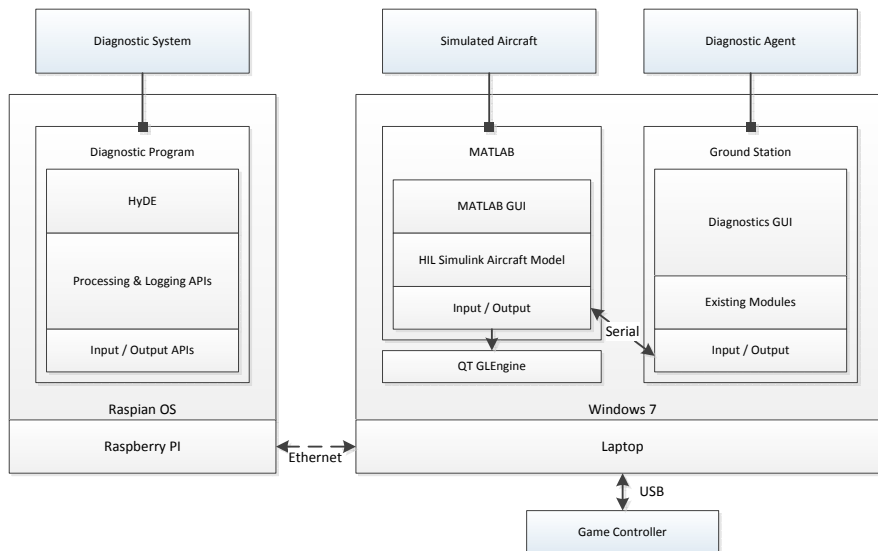 Diagnostic System
Simulated Aircraft
Diagnostic Agent
Diagnostic Program
HyDE
Processing & Logging APIs
Input / Output APIs
Raspian OS
Raspberry PI
Ethernet
MATLAB
MATLAB GUI
HIL Simulink Aircraft Model
Input / Output
QT GLEngine
Serial
Ground Station
Diagnostics GUI
Existing Modules
Input / Output
Windows 7
Laptop
USB
Game Controller